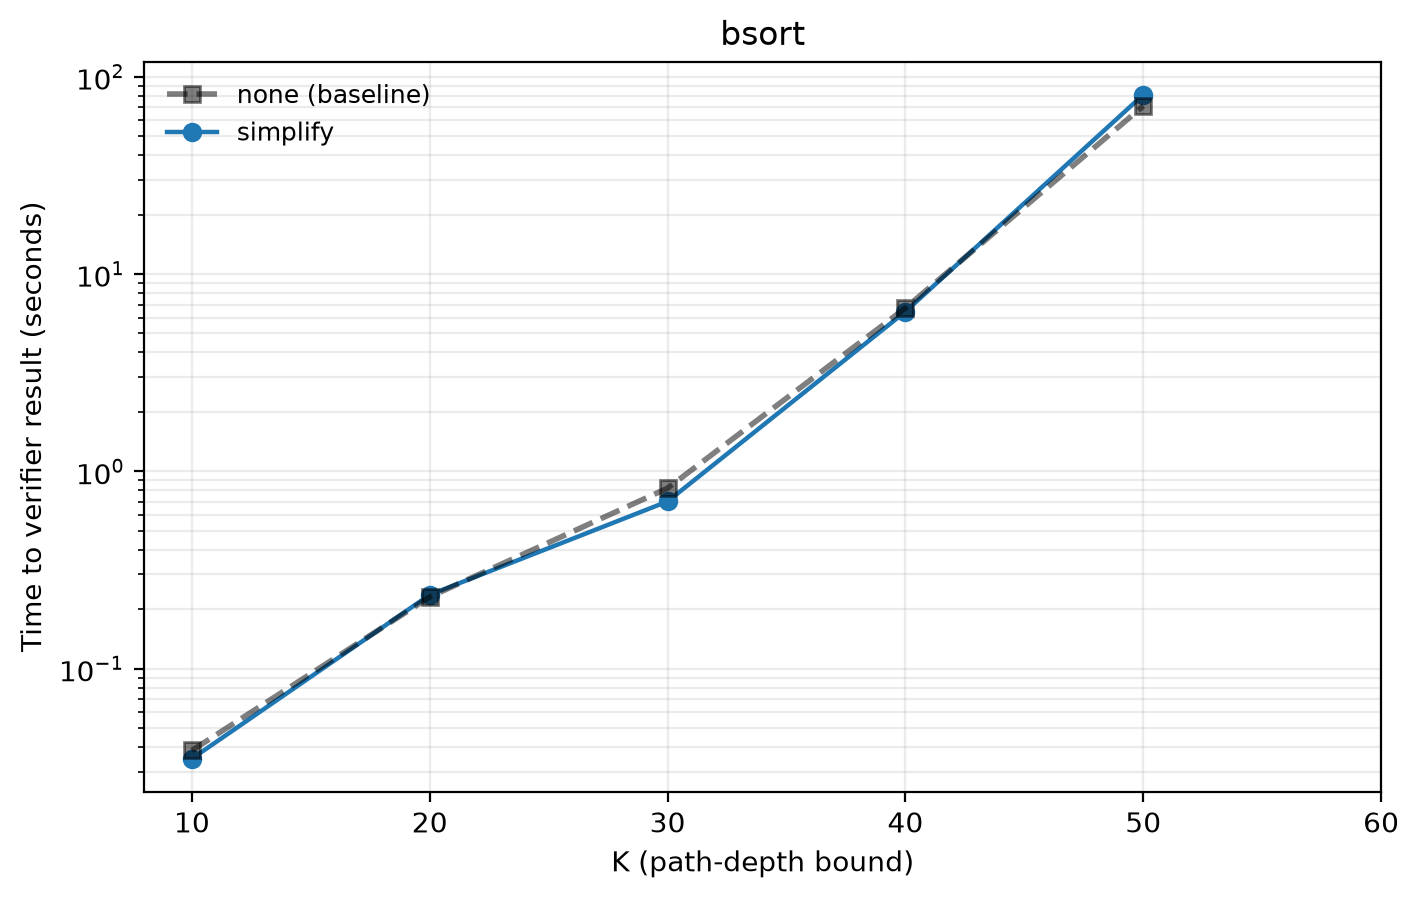 bsort
none (baseline)
simplify
Time to verifier result (seconds)
10²
10¹
10⁰
10⁻¹
10 20 30 40 50 60
K (path-depth bound)